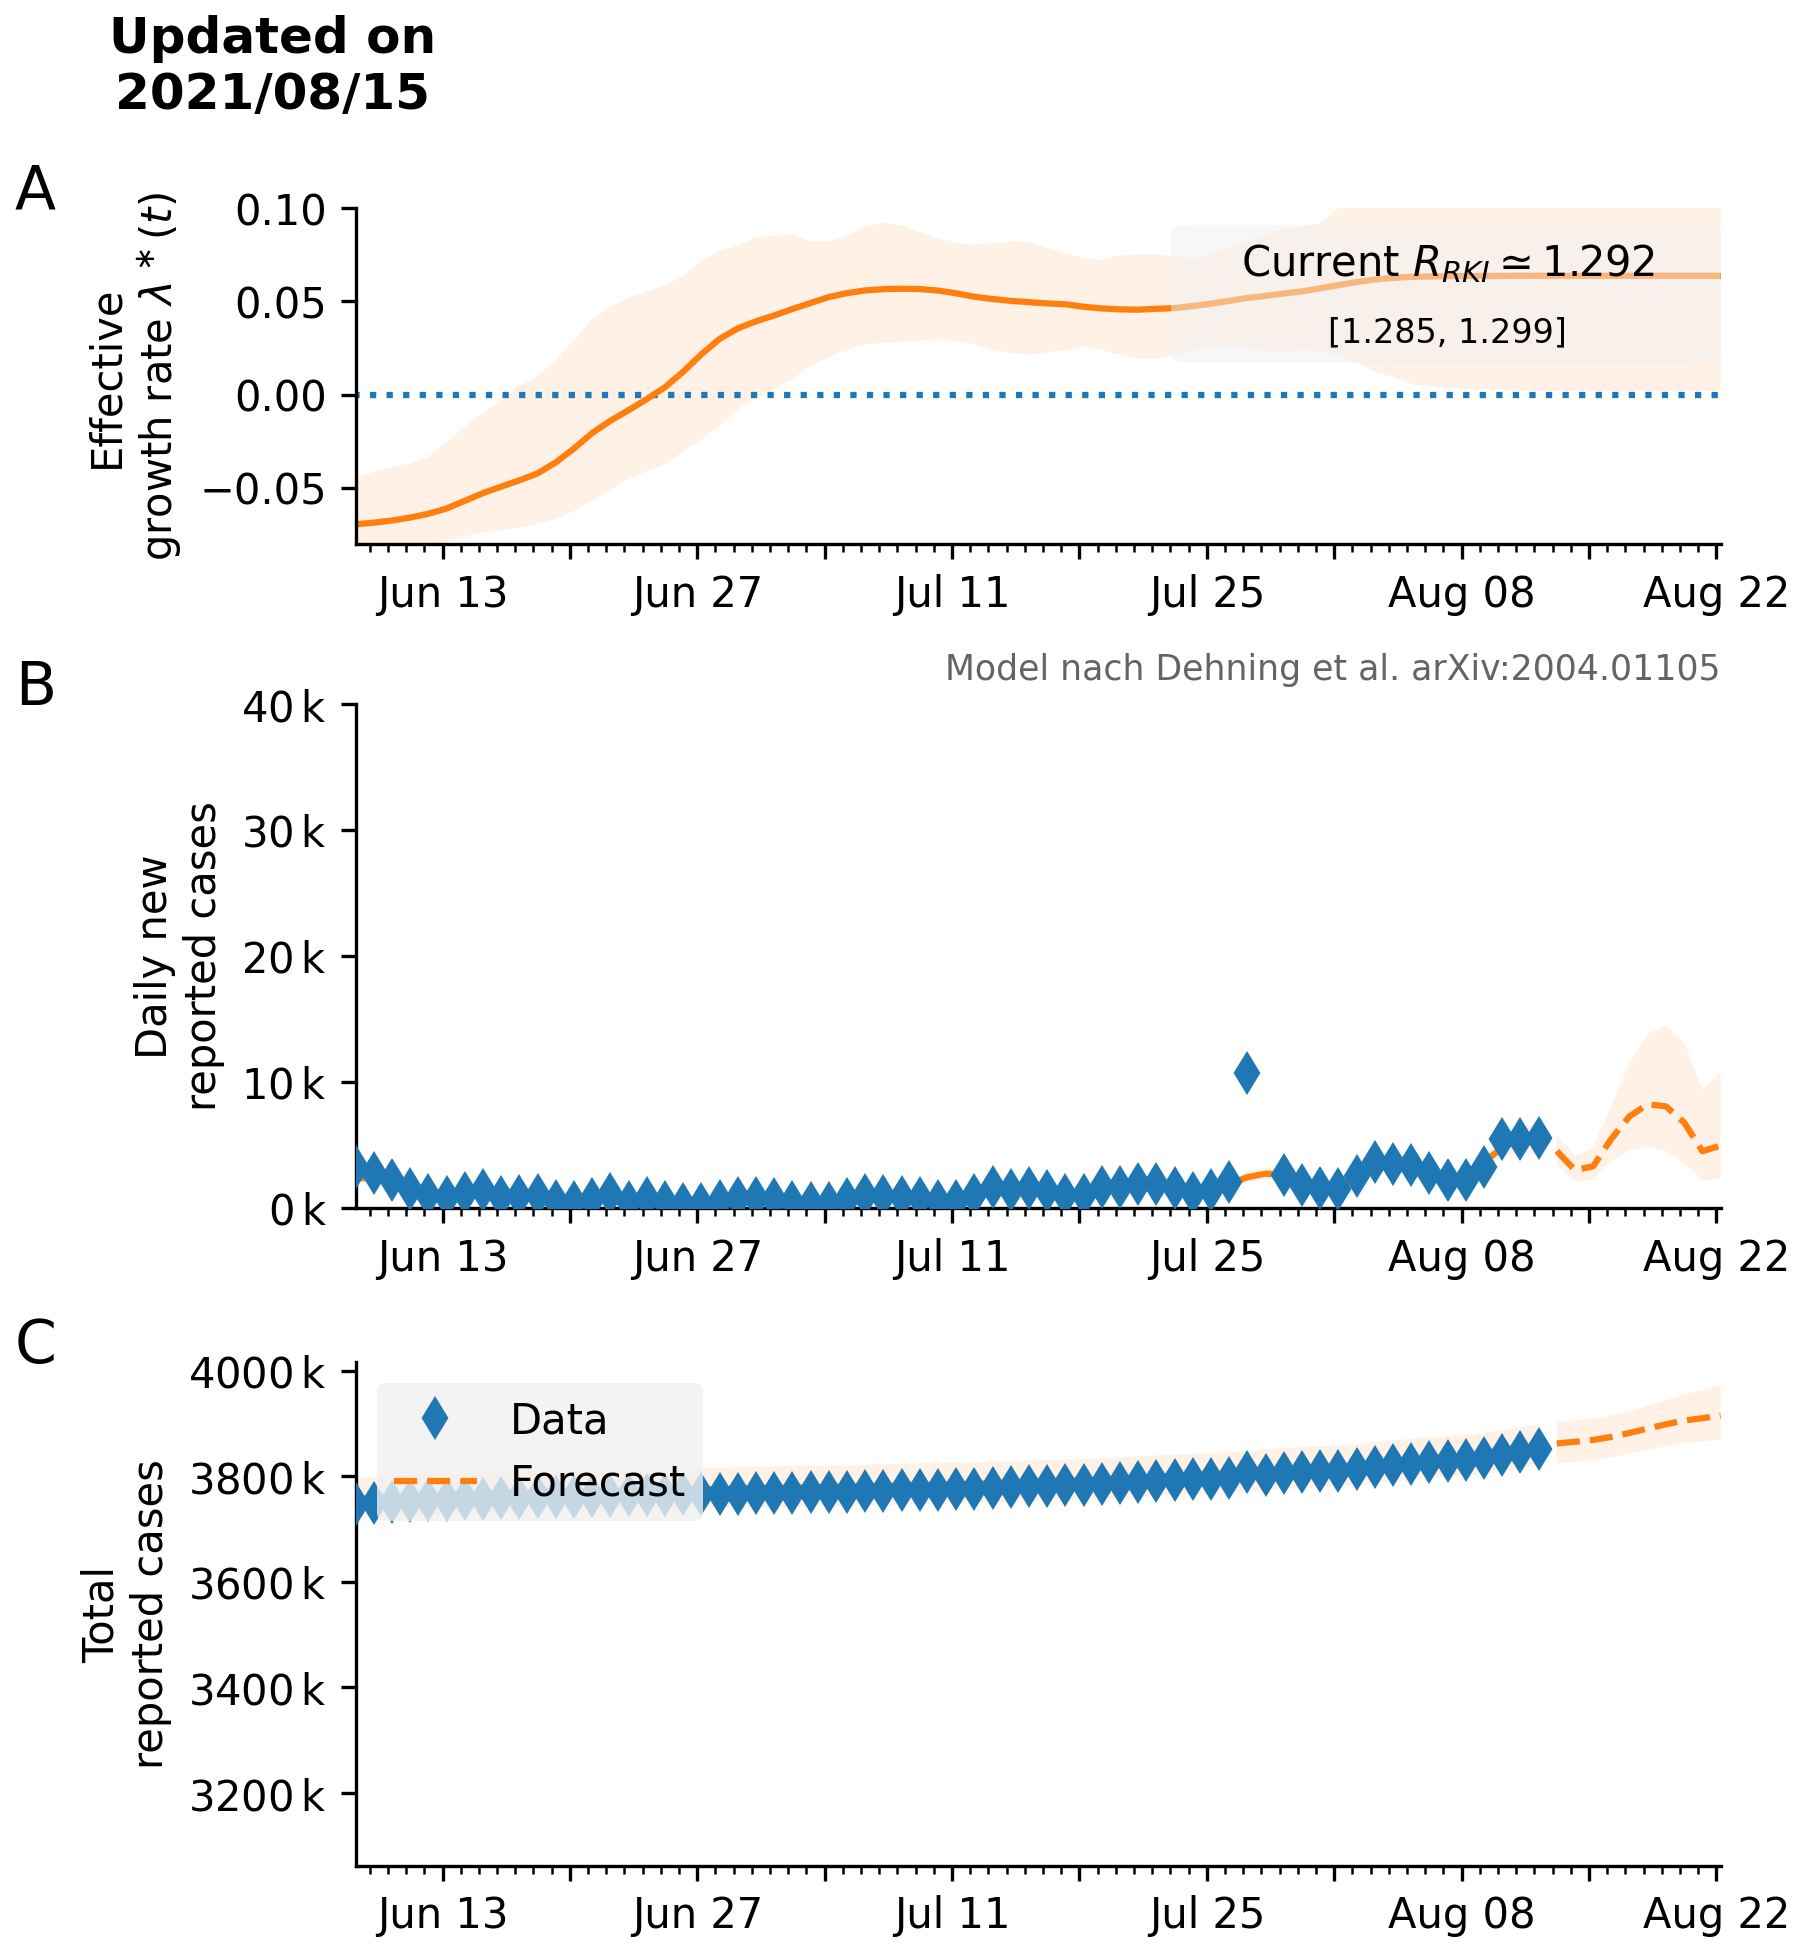 Updated on
2021/08/15
A
Effective
growth rate λ * (t)
0.10
0.05
0.00
−0.05
Current R_RKI ≃ 1.292
[1.285, 1.299]
Jun 13 Jun 27 Jul 11 Jul 25 Aug 08 Aug 22
Model nach Dehning et al. arXiv:2004.01105
B
Daily new
reported cases
40 k
30 k
20 k
10 k
0 k
Jun 13 Jun 27 Jul 11 Jul 25 Aug 08 Aug 22
C
Total
reported cases
4000 k
3800 k
3600 k
3400 k
3200 k
Data
Forecast
Jun 13 Jun 27 Jul 11 Jul 25 Aug 08 Aug 22